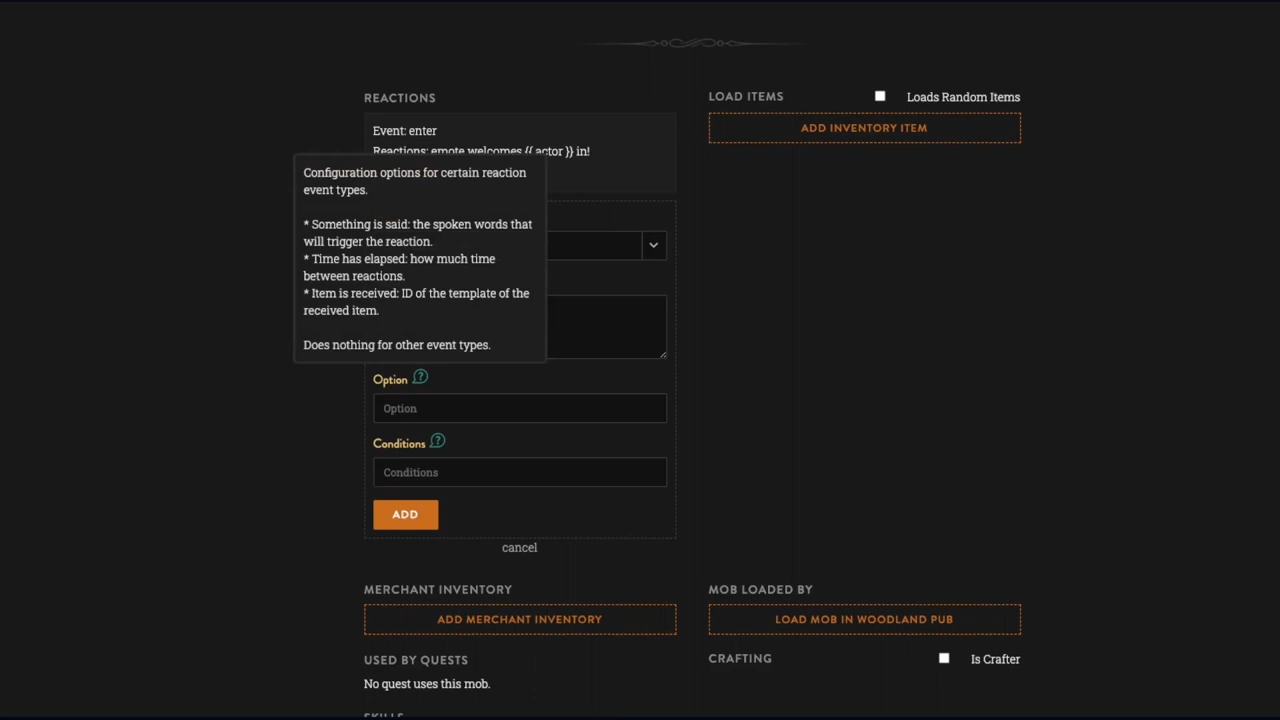 REACTIONS
Event: enter
Reactions: emote welcomes {{ actor }} in!
Configuration options for certain reaction
event types.
* Something is said: the spoken words that
will trigger the reaction.
* Time has elapsed: how much time
between reactions.
* Item is received: ID of the template of the
received item.
Does nothing for other event types.
Option ?
Option
Conditions ?
Conditions
ADD
cancel
LOAD ITEMS
Loads Random Items
ADD INVENTORY ITEM
MERCHANT INVENTORY
ADD MERCHANT INVENTORY
MOB LOADED BY
LOAD MOB IN WOODLAND PUB
USED BY QUESTS
No quest uses this mob.
CRAFTING
Is Crafter
SKILLS